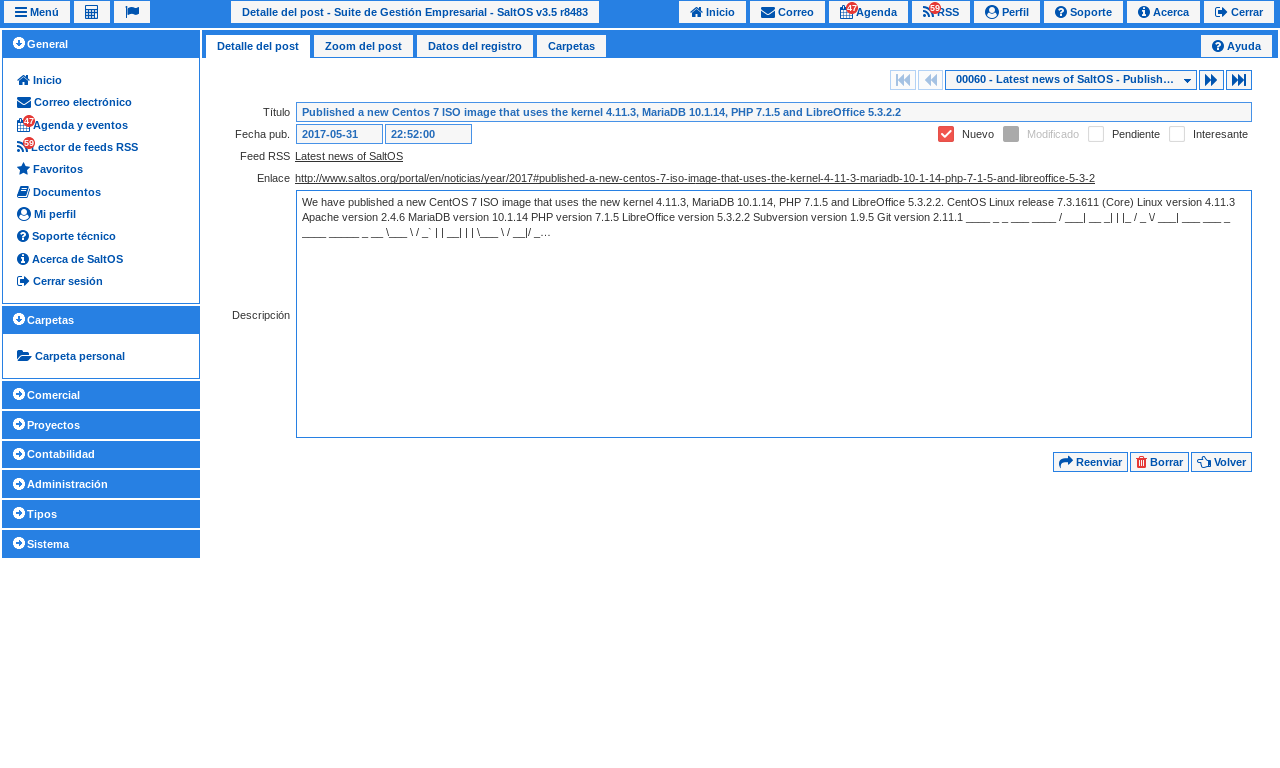 Menú
Detalle del post - Suite de Gestión Empresarial - SaltOS v3.5 r8483
Inicio
Correo
47 Agenda
59 RSS
Perfil
Soporte
Acerca
Cerrar
General
Inicio
Correo electrónico
47 Agenda y eventos
59 Lector de feeds RSS
Favoritos
Documentos
Mi perfil
Soporte técnico
Acerca de SaltOS
Cerrar sesión
Carpetas
Carpeta personal
Comercial
Proyectos
Contabilidad
Administración
Tipos
Sistema
Detalle del post
Zoom del post
Datos del registro
Carpetas
Ayuda
00060 - Latest news of SaltOS - Publish…
Título
Published a new Centos 7 ISO image that uses the kernel 4.11.3, MariaDB 10.1.14, PHP 7.1.5 and LibreOffice 5.3.2.2
Fecha pub.
2017-05-31
22:52:00
Nuevo
Modificado
Pendiente
Interesante
Feed RSS
Latest news of SaltOS
Enlace
http://www.saltos.org/portal/en/noticias/year/2017#published-a-new-centos-7-iso-image-that-uses-the-kernel-4-11-3-mariadb-10-1-14-php-7-1-5-and-libreoffice-5-3-2
Descripción
We have published a new CentOS 7 ISO image that uses the new kernel 4.11.3, MariaDB 10.1.14, PHP 7.1.5 and LibreOffice 5.3.2.2. CentOS Linux release 7.3.1611 (Core) Linux version 4.11.3
Apache version 2.4.6 MariaDB version 10.1.14 PHP version 7.1.5 LibreOffice version 5.3.2.2 Subversion version 1.9.5 Git version 2.11.1 ____ _ _ ___ ____ / ___| __ _| | |_ / _ \/ ___| ___ ___ _
____ _____ _ __ \___ \ / _` | | __| | | | \___ \ / __|/ _…
Reenviar
Borrar
Volver